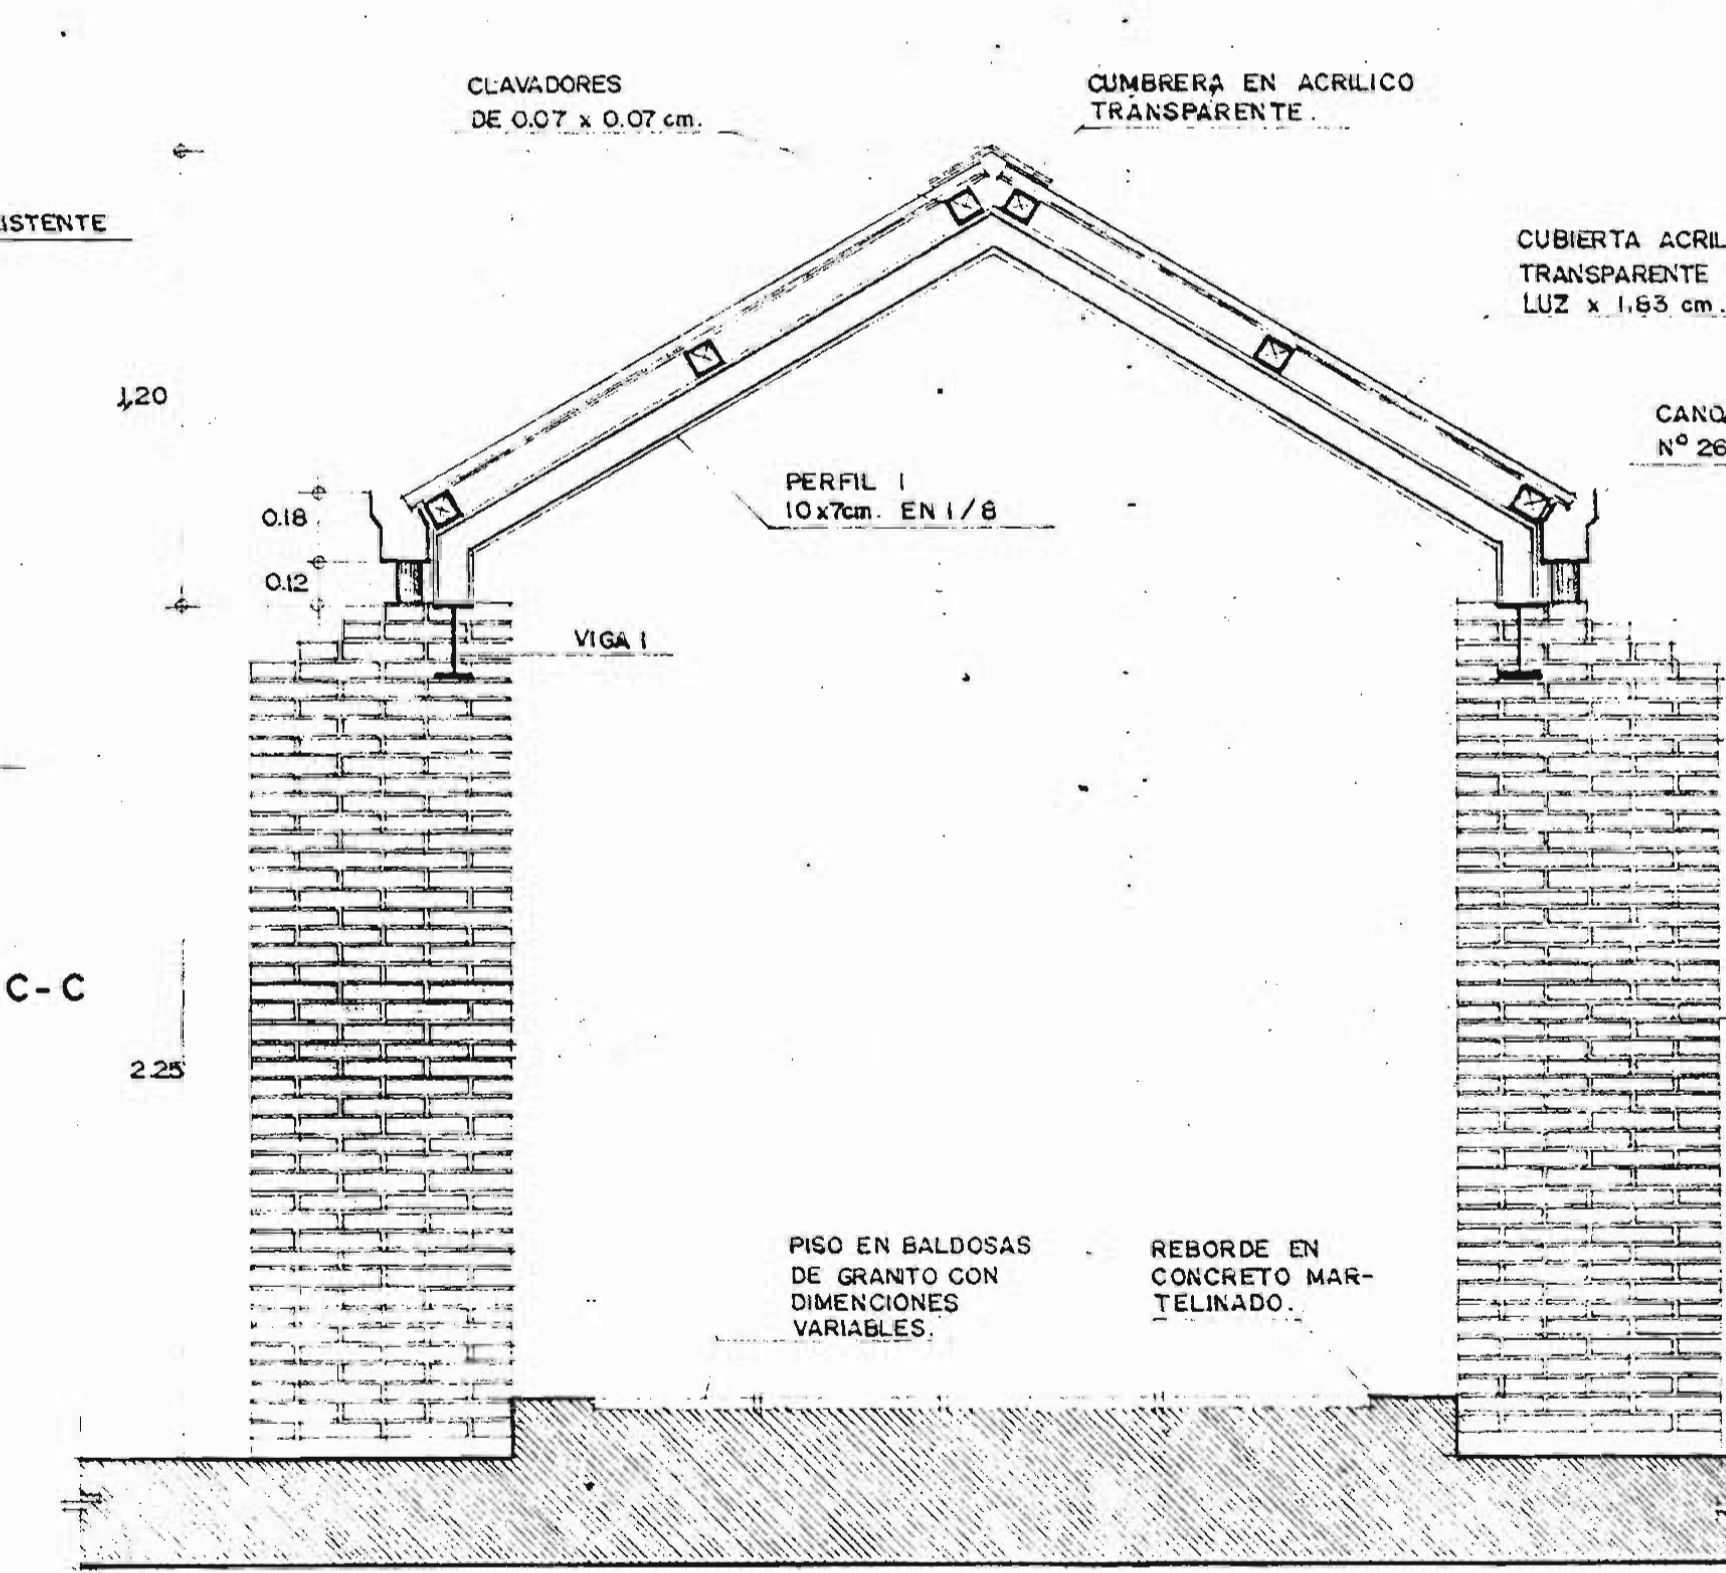 CLAVADORES
DE 0.07 x 0.07 cm.
CUMBRERA EN ACRILICO
TRANSPARENTE.
ISTENTE
CUBIERTA ACRIL
TRANSPARENTE
LUZ x 1.83 cm.
1,20
CANOA
Nº 26
PERFIL I
10x7cm. EN 1/8
0.18
0.12
VIGA I
C-C
2.25
PISO EN BALDOSAS
DE GRANITO CON
DIMENCIONES
VARIABLES.
REBORDE EN
CONCRETO MAR-
TELINADO.